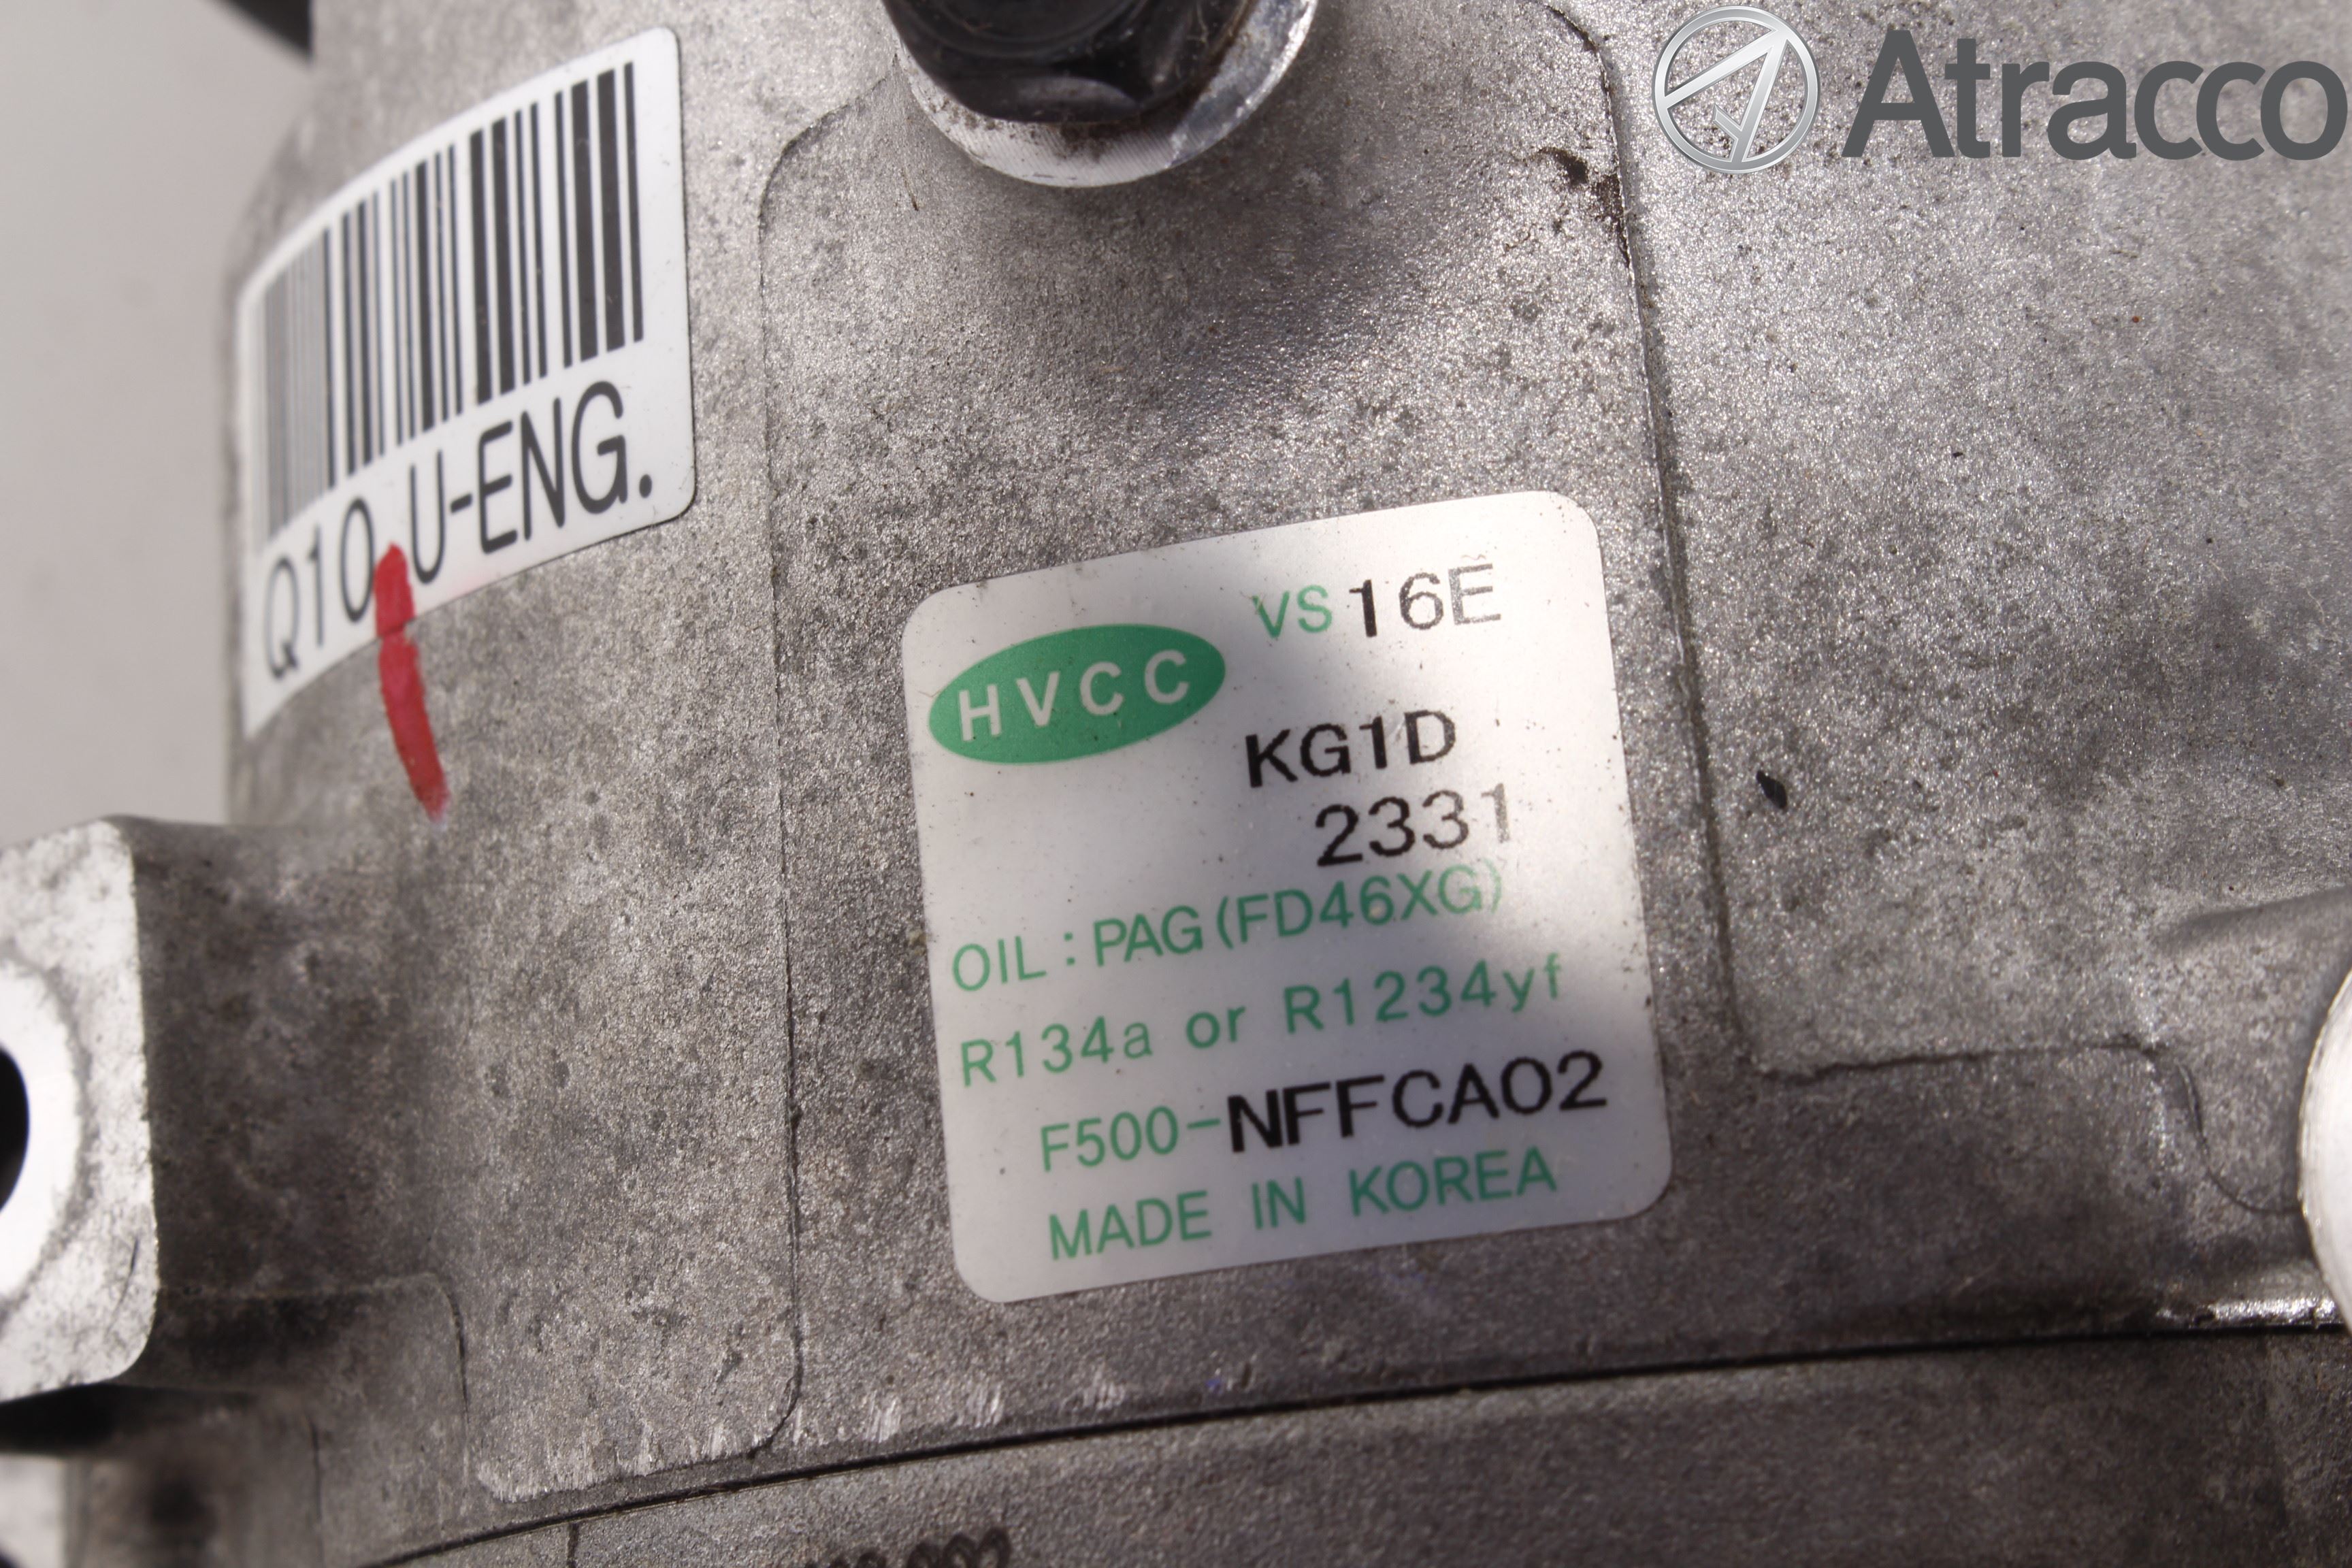 Atracco
Q10 U-ENG.
VS16E
HVCC
KG1D
2331
OIL : PAG (FD46XG)
R134a or R1234yf
F500-NFFCA02
MADE IN KOREA